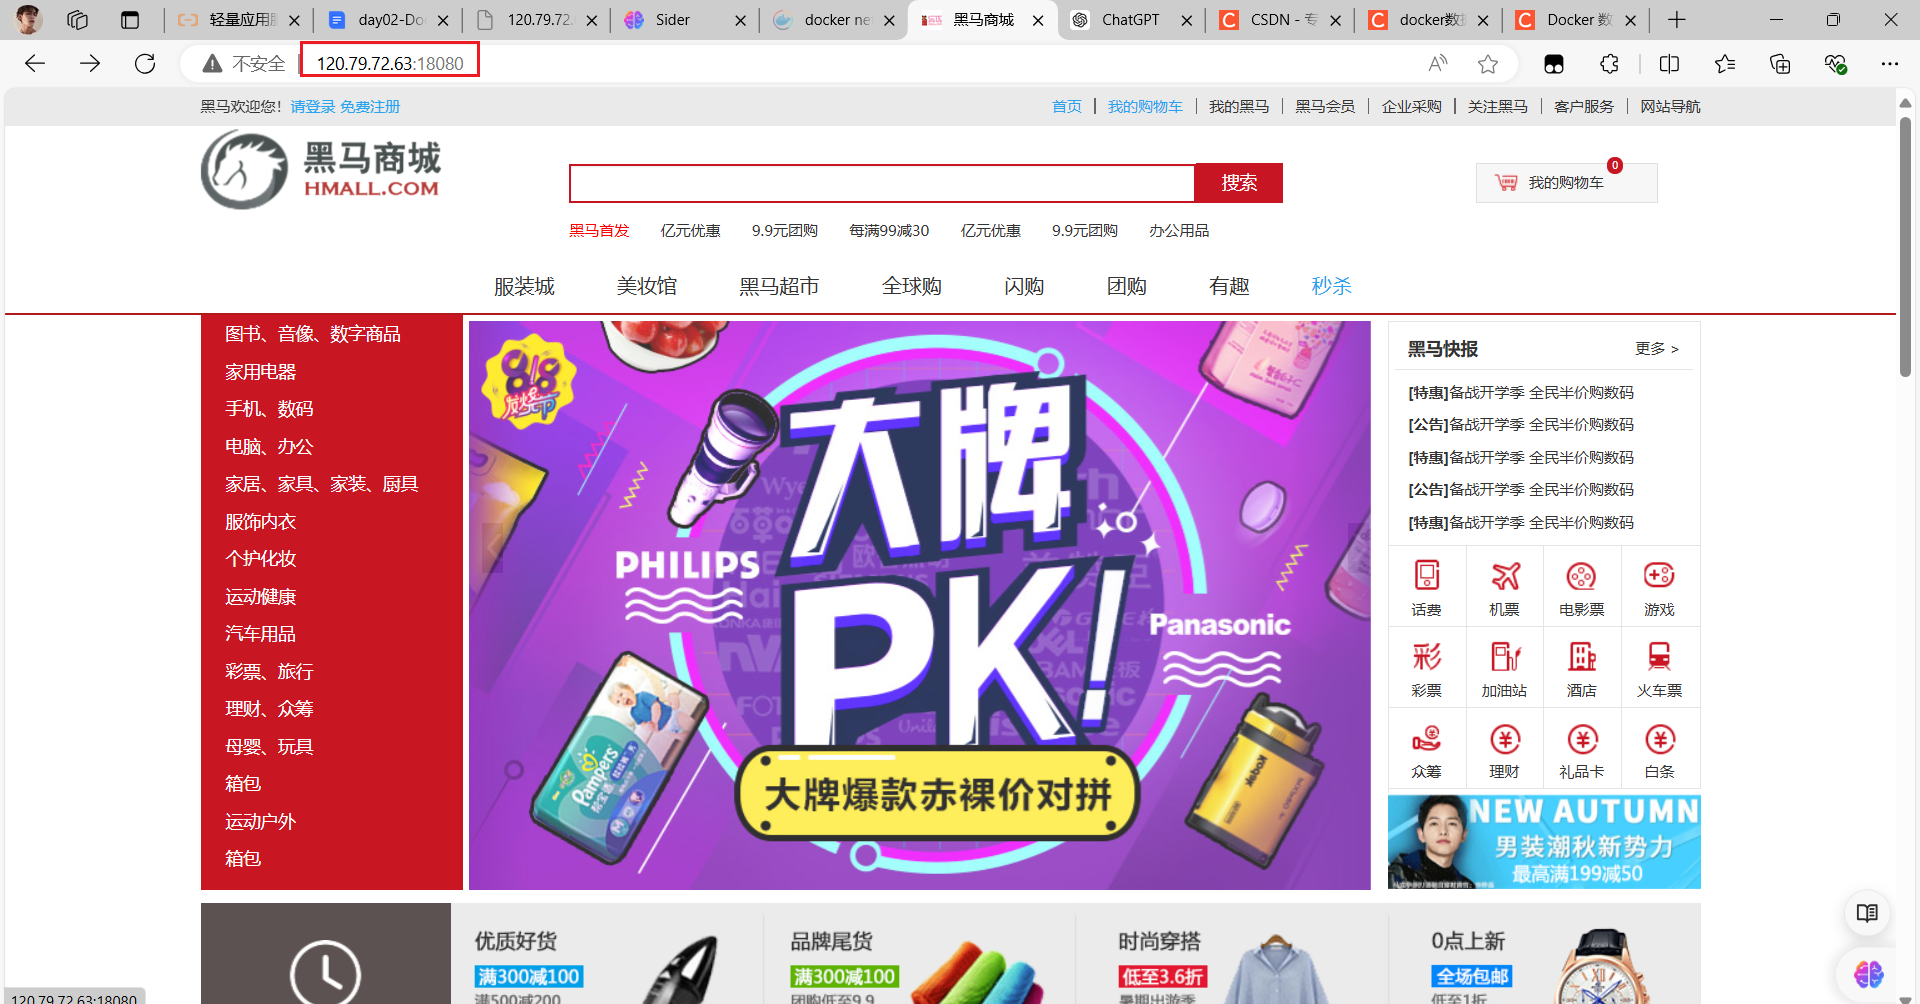 轻量应用服
day02-Do
120.79.72.
Sider
docker ne
黑马商城
ChatGPT
CSDN - 专
docker数据
Docker 数
不安全
120.79.72.63:18080
黑马欢迎您! 请登录 免费注册
首页 我的购物车 我的黑马 黑马会员 企业采购 关注黑马 客户服务 网站导航
黑马商城
HMALL.COM
搜索
0
我的购物车
黑马首发 亿元优惠 9.9元团购 每满99减30 亿元优惠 9.9元团购 办公用品
服装城 美妆馆 黑马超市 全球购 闪购 团购 有趣 秒杀
图书、音像、数字商品
家用电器
手机、数码
电脑、办公
家居、家具、家装、厨具
服饰内衣
个护化妆
运动健康
汽车用品
彩票、旅行
理财、众筹
母婴、玩具
箱包
运动户外
箱包
818
发烧节
大牌
PK!
PHILIPS
Panasonic
Pampers
Kodak
大牌爆款赤裸价对拼
黑马快报
更多 >
[特惠]备战开学季 全民半价购数码
[公告]备战开学季 全民半价购数码
[特惠]备战开学季 全民半价购数码
[公告]备战开学季 全民半价购数码
[特惠]备战开学季 全民半价购数码
话费 机票 电影票 游戏
彩票 加油站 酒店 火车票
众筹 理财 礼品卡 白条
NEW AUTUMN
男装潮秋新势力
最高满199减50
优质好货
满300减100
满500减200
品牌尾货
满300减100
团购低至9.9
时尚穿搭
低至3.6折
暑期出游季
0点上新
全场包邮
低至1折
120.79.72.63:18080